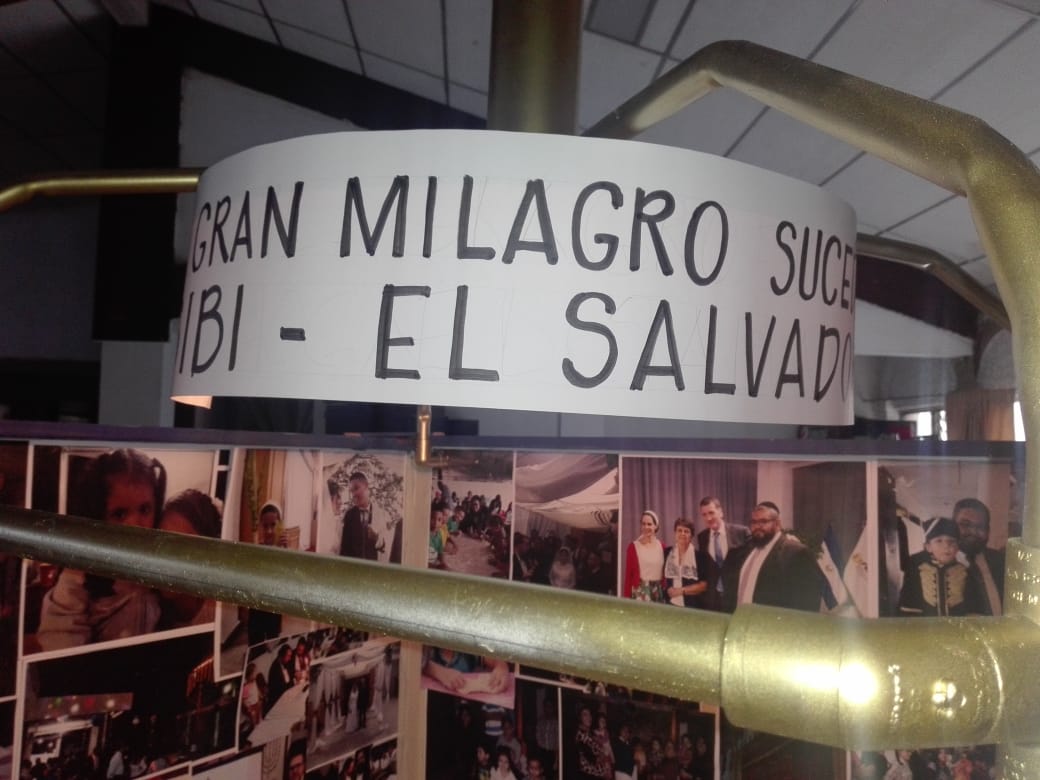 GRAN MILAGRO SUCE
IBI - EL SALVADO